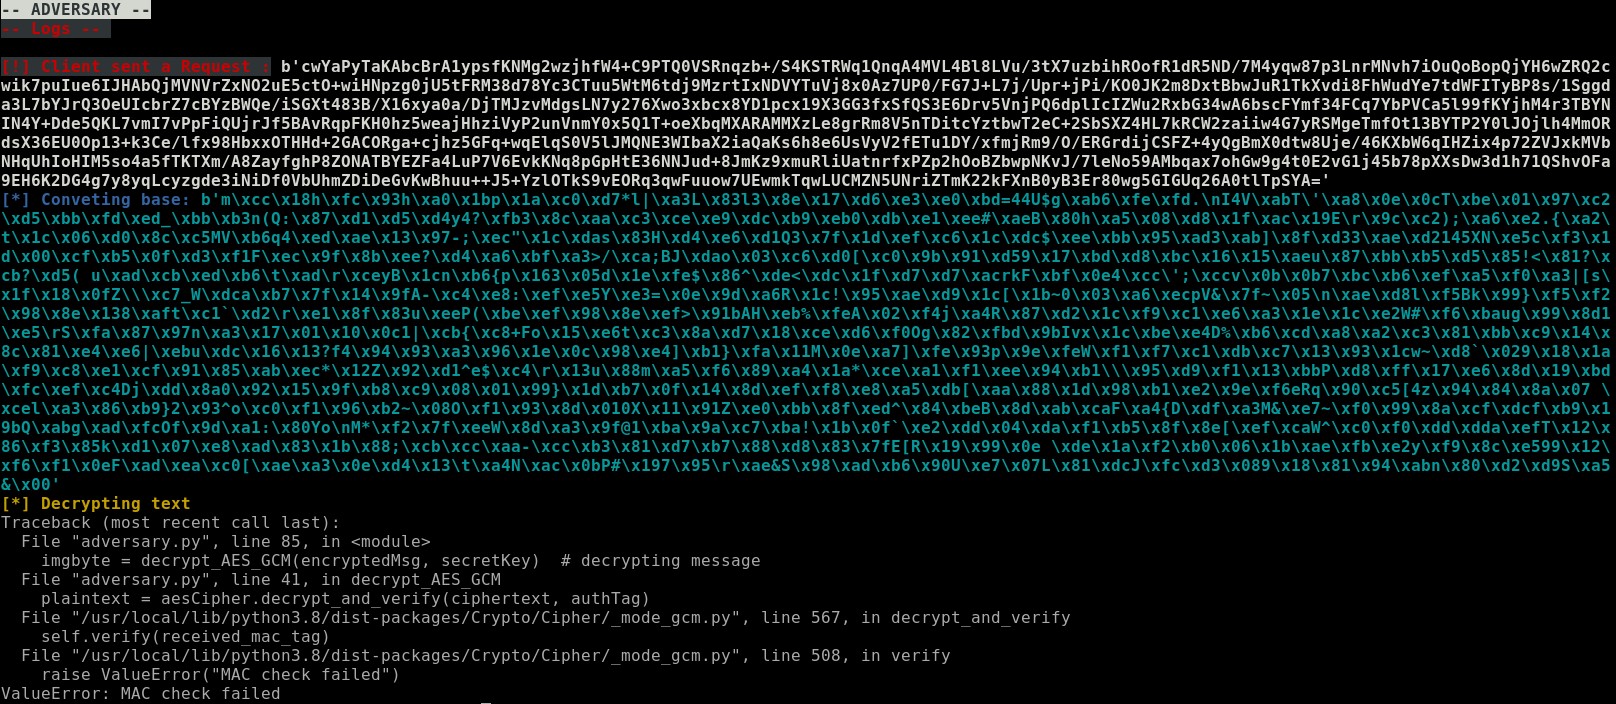 -- ADVERSARY --
-- Logs --
[!] Client sent a Request : b'cwYaPyTaKAbcBrA1ypsfKNMg2wzjhfW4+C9PTQ0VSRnqzb+/S4KSTRWq1QnqA4MVL4Bl8LVu/3tX7uzbihROofR1dR5ND/7M4yqw87p3LnrMNvh7iOuQoBopQjYH6wZRQ2c
wik7puIue6IJHAbQjMVNVrZxNO2uE5ctO+wiHNpzg0jU5tFRM38d78Yc3CTuu5WtM6tdj9MzrtIxNDVYTuVj8x0Az7UP0/FG7J+L7j/Upr+jPi/KO0JK2m8DxtBbwJuR1TkXvdi8FhWudYe7tdWFITyBP8s/1Sggd
a3L7bYJrQ3OeUIcbrZ7cBYzBWQe/iSGXt483B/X16xya0a/DjTMJzvMdgsLN7y276Xwo3xbcx8YD1pcx19X3GG3fxSfQS3E6Drv5VnjPQ6dplIcIZWu2RxbG34wA6bscFYmf34FCq7YbPVCa5l99fKYjhM4r3TBYN
IN4Y+Dde5QKL7vmI7vPpFiQUjrJf5BAvRqpFKH0hz5weajHhziVyP2unVnmY0x5Q1T+oeXbqMXARAMMXzLe8grRm8V5nTDitcYztbwT2eC+2SbSXZ4HL7kRCW2zaiiw4G7yRSMgeTmfOt13BYTP2Y0lJOjlh4MmOR
dsX36EU0Op13+k3Ce/lfx98HbxxOTHHd+2GACORga+cjhz5GFq+wqElqS0V5lJMQNE3WIbaX2iaQaKs6h8e6UsVyV2fETu1DY/xfmjRm9/O/ERGrdijCSFZ+4yQgBmX0dtw8Uje/46KXbW6qIHZix4p72ZVJxkMVb
NHqUhIoHIM5so4a5fTKTXm/A8ZayfghP8ZONATBYEZFa4LuP7V6EvkKNq8pGpHtE36NNJud+8JmKz9xmuRliUatnrfxPZp2hOoBZbwpNKvJ/7leNo59AMbqax7ohGw9g4t0E2vG1j45b78pXXsDw3d1h71QShvOFa
9EH6K2DG4g7y8yqLcyzgde3iNiDf0VbUhmZDiDeGvKwBhuu++J5+YzlOTkS9vEORq3qwFuuow7UEwmkTqwLUCMZN5UNriZTmK22kFXnB0yB3Er80wg5GIGUq26A0tlTpSYA='
[*] Conveting base: b'm\xcc\x18h\xfc\x93h\xa0\x1bp\x1a\xc0\xd7*l|\xa3L\x83l3\x8e\x17\xd6\xe3\xe0\xbd=44U$g\xab6\xfe\xfd.\nI4V\xabT\'\xa8\x0e\x0cT\xbe\x01\x97\xc2
\xd5\xbb\xfd\xed_\xbb\xb3n(Q:\x87\xd1\xd5\xd4y4?\xfb3\x8c\xaa\xc3\xce\xe9\xdc\xb9\xeb0\xdb\xe1\xee#\xaeB\x80h\xa5\x08\xd8\x1f\xac\x19E\r\x9c\xc2);\xa6\xe2.{\xa2\
t\x1c\x06\xd0\x8c\xc5MV\xb6q4\xed\xae\x13\x97-;\xec"\x1c\xdas\x83H\xd4\xe6\xd1Q3\x7f\x1d\xef\xc6\x1c\xdc$\xee\xbb\x95\xad3\xab]\x8f\xd33\xae\xd2145XN\xe5c\xf3\x1
d\x00\xcf\xb5\x0f\xd3\xf1F\xec\x9f\x8b\xee?\xd4\xa6\xbf\xa3>/\xca;BJ\xdao\x03\xc6\xd0[\xc0\x9b\x91\xd59\x17\xbd\xd8\xbc\x16\x15\xaeu\x87\xbb\xb5\xd5\x85!<\x81?\x
cb?\xd5( u\xad\xcb\xed\xb6\t\xad\r\xceyB\x1cn\xb6{p\x163\x05d\x1e\xfe$\x86^\xde<\xdc\x1f\xd7\xd7\xacrkF\xbf\x0e4\xcc\';\xccv\x0b\x0b7\xbc\xb6\xef\xa5\xf0\xa3|[s\
x1f\x18\x0fZ\\\xc7_W\xdca\xb7\x7f\x14\x9fA-\xc4\xe8:\xef\xe5Y\xe3=\x0e\x9d\xa6R\x1c!\x95\xae\xd9\x1c[\x1b~0\x03\xa6\xecpV&\x7f~\x05\n\xae\xd8l\xf5Bk\x99}\xf5\xf2
\x98\x8e\x138\xaft\xc1`\xd2\r\xe1\x8f\x83u\xeeP(\xbe\xef\x98\x8e\xef>\x91bAH\xeb%\xfeA\x02\xf4j\xa4R\x87\xd2\x1c\xf9\xc1\xe6\xa3\x1e\x1c\xe2W#\xf6\xbaug\x99\x8d1
\xe5\rS\xfa\x87\x97n\xa3\x17\x01\x10\x0c1|\xcb{\xc8+Fo\x15\xe6t\xc3\x8a\xd7\x18\xce\xd6\xf0Og\x82\xfbd\x9bIvx\x1c\xbe\xe4D%\xb6\xcd\xa8\xa2\xc3\x81\xbb\xc9\x14\x
8c\x81\xe4\xe6|\xebu\xdc\x16\x13?f4\x94\x93\xa3\x96\x1e\x0c\x98\xe4]\xb1}\xfa\x11M\x0e\xa7]\xfe\x93p\x9e\xfeW\xf1\xf7\xc1\xdb\xc7\x13\x93\x1cw~\xd8`\x029\x18\x1a
\xf9\xc8\xe1\xcf\x91\x85\xab\xec*\x12Z\x92\xd1^e$\xc4\r\x13u\x88m\xa5\xf6\x89\xa4\x1a*\xce\xa1\xf1\xee\x94\xb1\\\x95\xd9\xf1\x13\xbbP\xd8\xff\x17\xe6\x8d\x19\xbd
\xfc\xef\xc4Dj\xdd\x8a0\x92\x15\x9f\xb8\xc9\x08\x01\x99}\x1d\xb7\x0f\x14\x8d\xef\xf8\xe8\xa5\xdb[\xaa\x88\x1d\x98\xb1\xe2\x9e\xf6eRq\x90\xc5[4z\x94\x84\x8a\x07 \
xcel\xa3\x86\xb9}2\x93^o\xc0\xf1\x96\xb2~\x08O\xf1\x93\x8d\x010X\x11\x91Z\xe0\xbb\x8f\xed^\x84\xbeB\x8d\xab\xcaF\xa4{D\xdf\xa3M&\xe7~\xf0\x99\x8a\xcf\xdcf\xb9\x1
9bQ\xabg\xad\xfcOf\x9d\xa1:\x80Yo\nM*\xf2\x7f\xeeW\x8d\xa3\x9f@1\xba\x9a\xc7\xba!\x1b\x0f`\xe2\xdd\x04\xda\xf1\xb5\x8f\x8e[\xef\xcaW^\xc0\xf0\xdd\xdda\xefT\x12\x
86\xf3\x85k\xd1\x07\xe8\xad\x83\x1b\x88;\xcb\xcc\xaa-\xcc\xb3\x81\xd7\xb7\x88\xd8\x83\x7fE[R\x19\x99\x0e \xde\x1a\xf2\xb0\x06\x1b\xae\xfb\xe2y\xf9\x8c\xe599\x12\
\xf6\xf1\x0eF\xad\xea\xc0[\xae\xa3\x0e\xd4\x13\t\xa4N\xac\x0bP#\x197\x95\r\xae&S\x98\xad\xb6\x90U\xe7\x07L\x81\xdcJ\xfc\xd3\x089\x18\x81\x94\xabn\x80\xd2\xd9S\xa5
&\x00'
[*] Decrypting text
Traceback (most recent call last):
  File "adversary.py", line 85, in <module>
    imgbyte = decrypt_AES_GCM(encryptedMsg, secretKey)  # decrypting message
  File "adversary.py", line 41, in decrypt_AES_GCM
    plaintext = aesCipher.decrypt_and_verify(ciphertext, authTag)
  File "/usr/local/lib/python3.8/dist-packages/Crypto/Cipher/_mode_gcm.py", line 567, in decrypt_and_verify
    self.verify(received_mac_tag)
  File "/usr/local/lib/python3.8/dist-packages/Crypto/Cipher/_mode_gcm.py", line 508, in verify
    raise ValueError("MAC check failed")
ValueError: MAC check failed